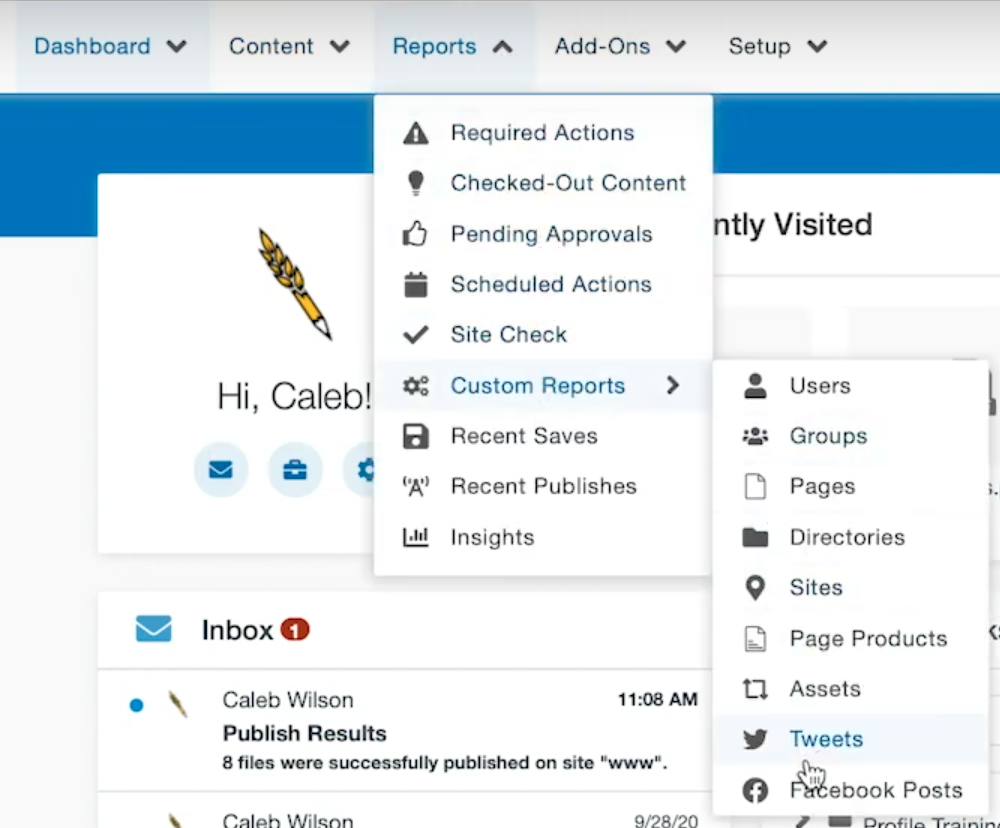 Dashboard
Content
Reports
Add-Ons
Setup
Required Actions
Checked-Out Content
Pending Approvals
Scheduled Actions
Site Check
Custom Reports
Recent Saves
Recent Publishes
Insights
Users
Groups
Pages
Directories
Sites
Page Products
Assets
Tweets
Facebook Posts
ntly Visited
Hi, Caleb!
Inbox 1
Caleb Wilson 11:08 AM
Publish Results
8 files were successfully published on site "www".
Caleb Wilson 9/28/20
Profile Training